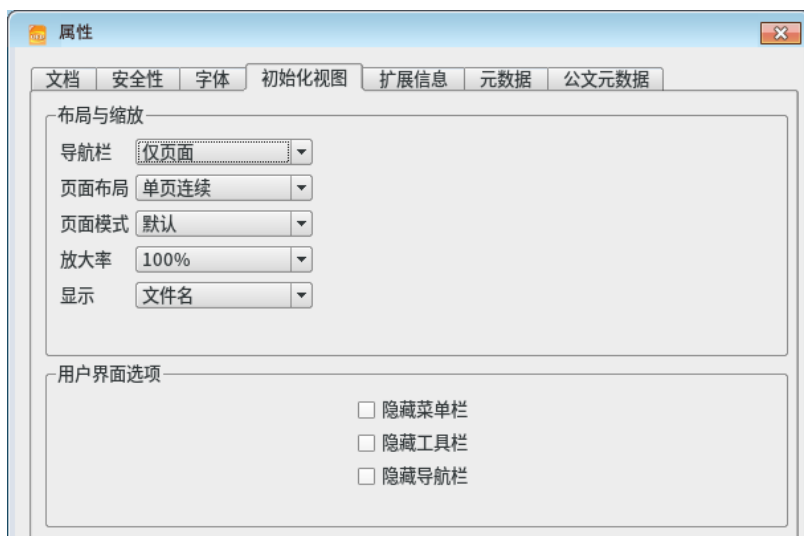 属性
文档 安全性 字体 初始化视图 扩展信息 元数据 公文元数据
布局与缩放
导航栏 仅页面
页面布局 单页连续
页面模式 默认
放大率 100%
显示 文件名
用户界面选项
隐藏菜单栏
隐藏工具栏
隐藏导航栏